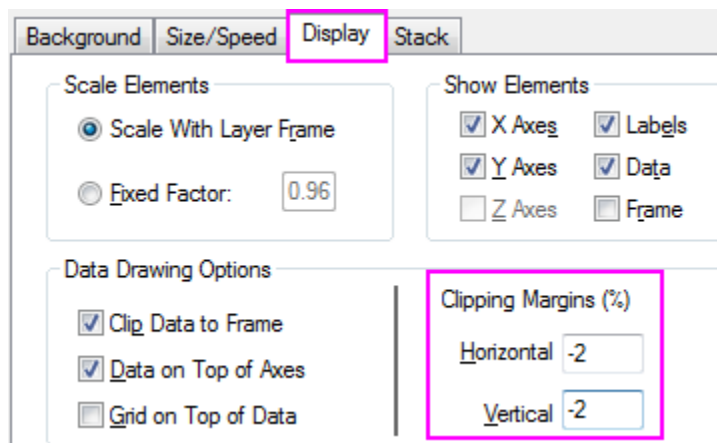 Background Size/Speed Display Stack
Scale Elements
Scale With Layer Frame
Fixed Factor: 0.96
Show Elements
X Axes Labels
Y Axes Data
Z Axes Frame
Data Drawing Options
Clip Data to Frame
Data on Top of Axes
Grid on Top of Data
Clipping Margins (%)
Horizontal -2
Vertical -2